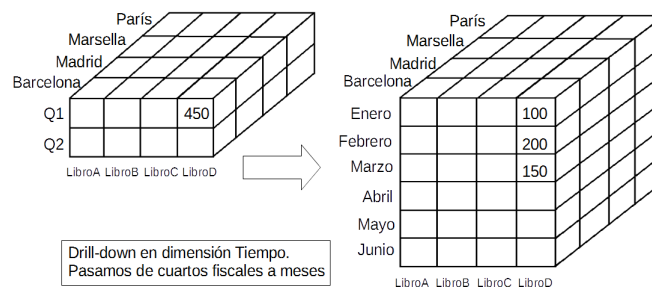 París
Marsella
Madrid
Barcelona
Q1
450
Q2
LibroA LibroB LibroC LibroD
París
Marsella
Madrid
Barcelona
Enero
100
Febrero
200
Marzo
150
Abril
Mayo
Junio
LibroA LibroB LibroC LibroD
Drill-down en dimensión Tiempo.
Pasamos de cuartos fiscales a meses